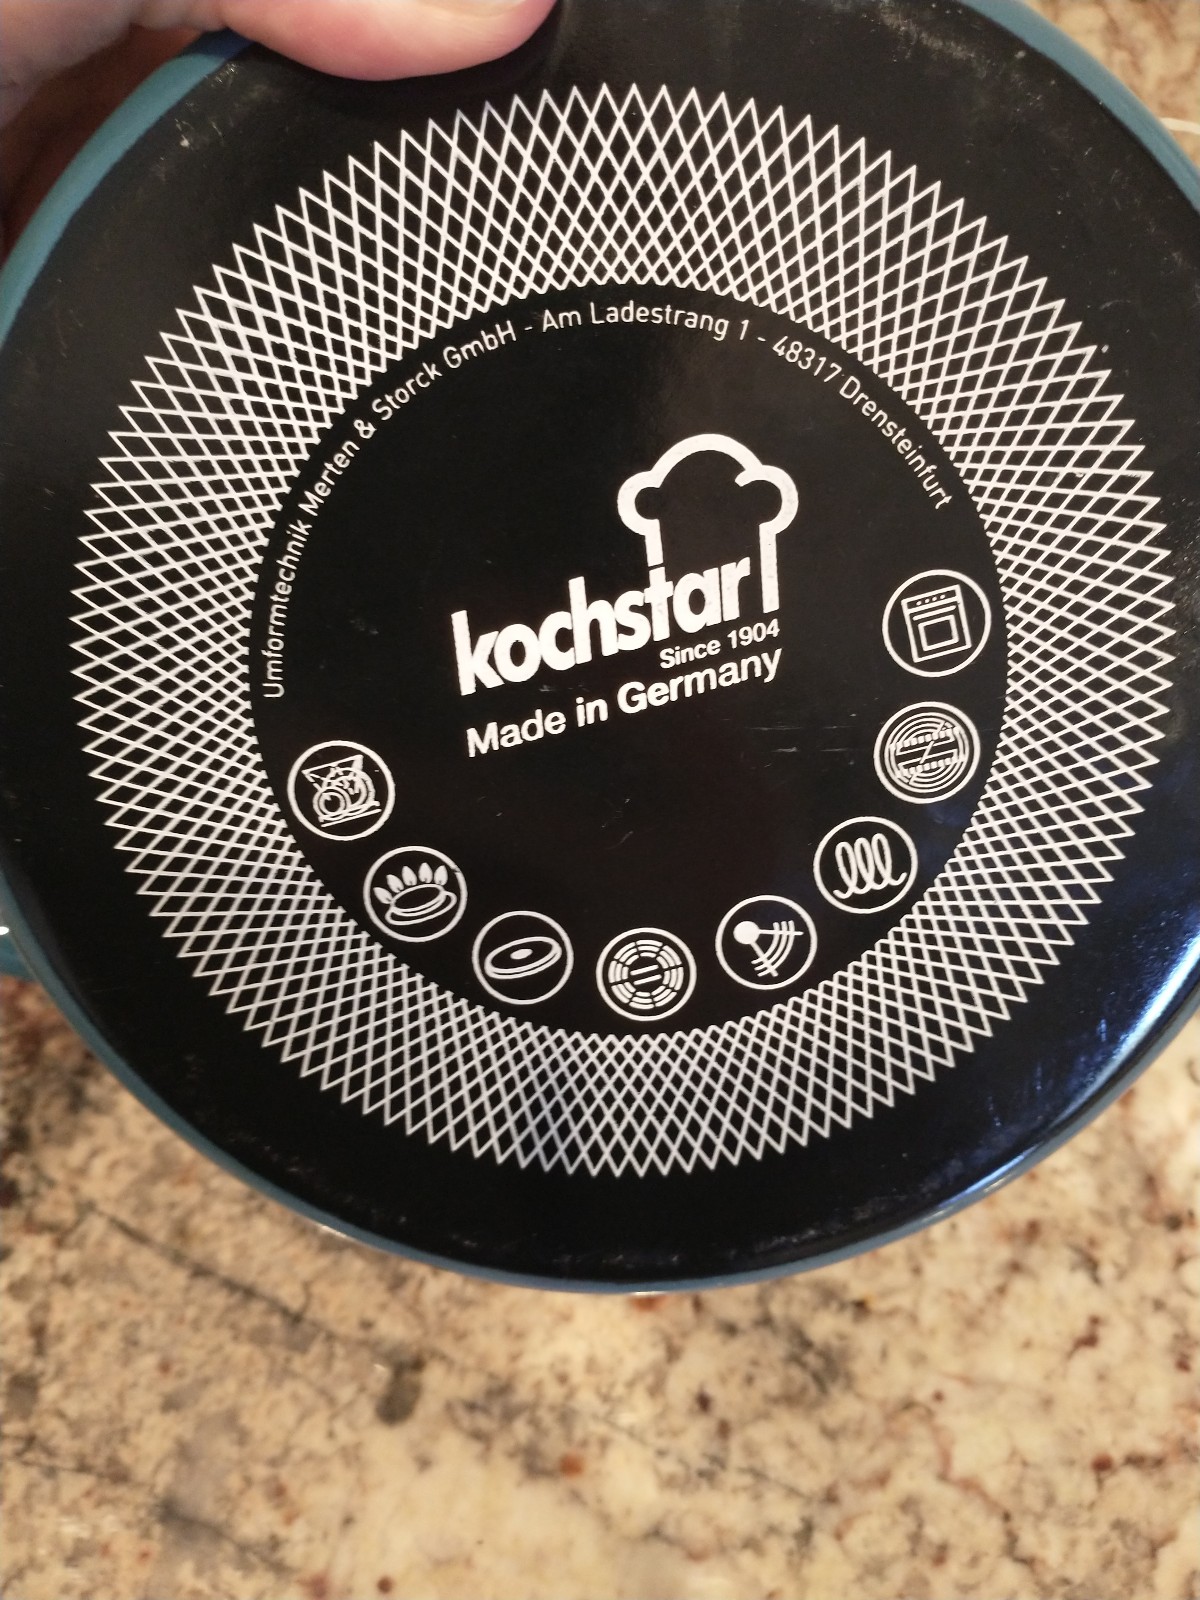 Umformtechnik Merten & Storck GmbH - Am Ladestrang 1 - 48317 Drensteinfurt
kochstar
Since 1904
Made in Germany